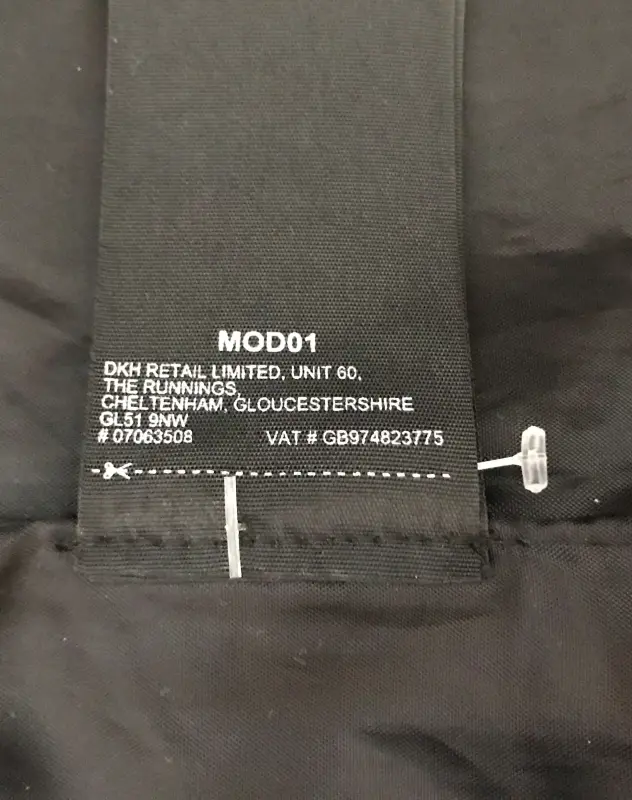 MOD01
DKH RETAIL LIMITED, UNIT 60,
THE RUNNINGS,
CHELTENHAM, GLOUCESTERSHIRE
GL51 9NW
# 07063508 VAT # GB974823775